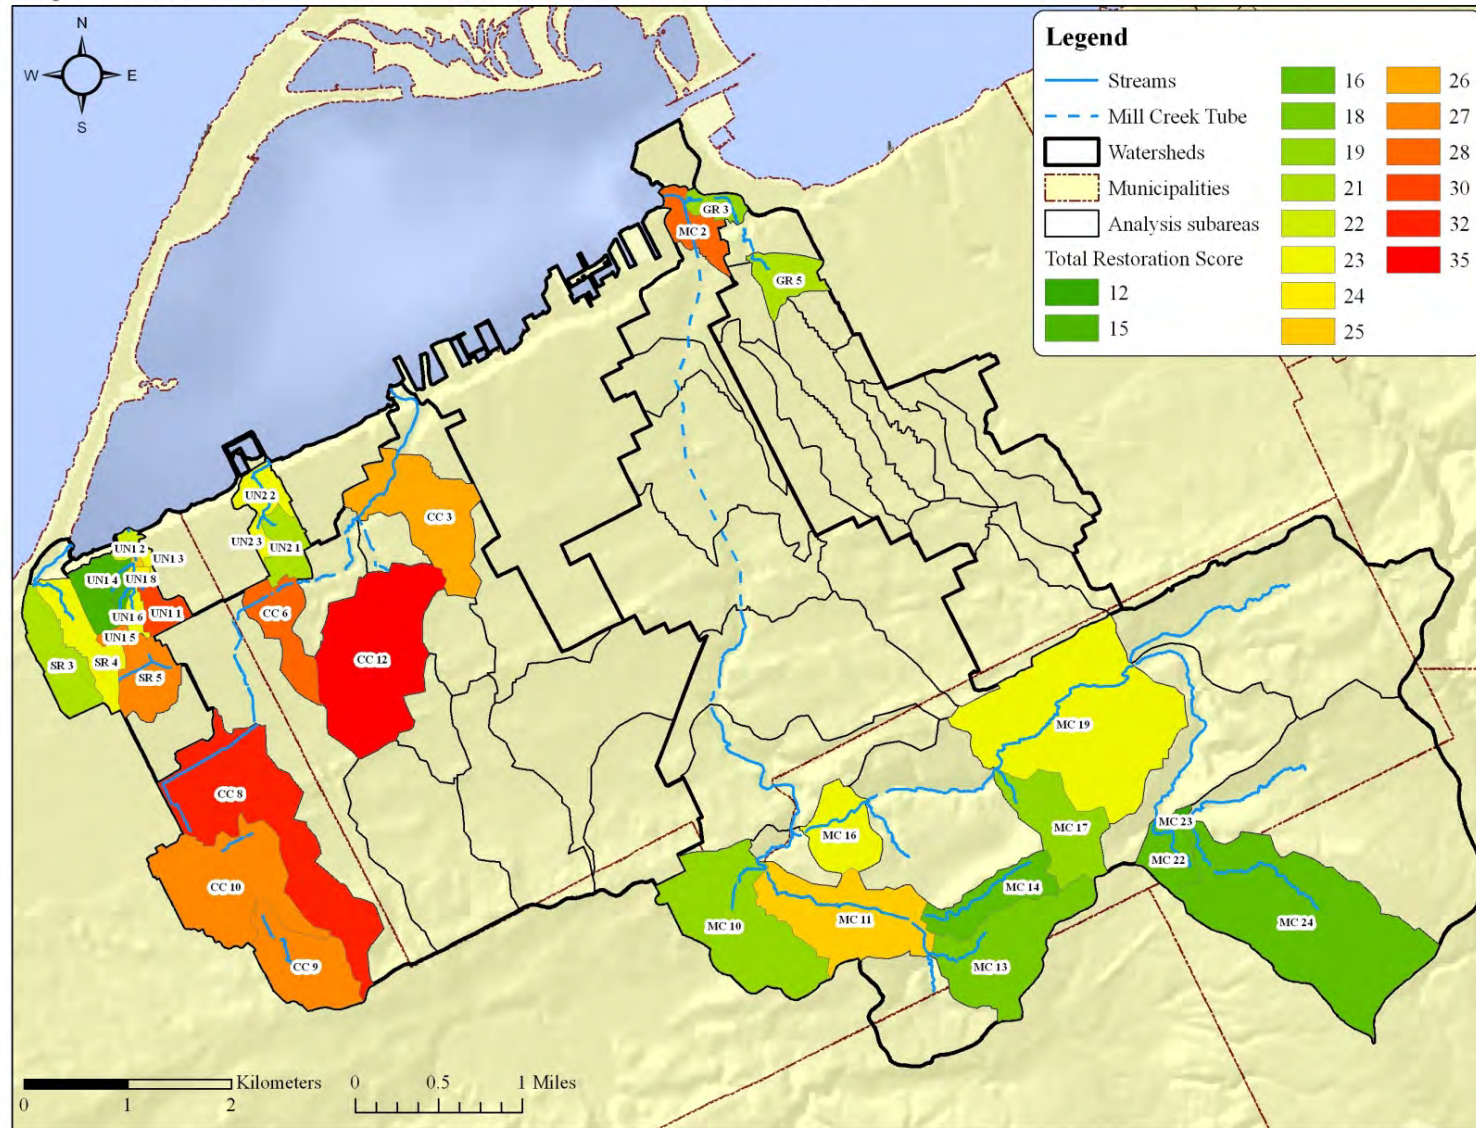 N
W E
S
Legend
Streams
Mill Creek Tube
Watersheds
Municipalities
Analysis subareas
Total Restoration Score
12
15
16
18
19
21
22
23
24
25
26
27
28
30
32
35
GR 3
MC 2
GR 5
UN2 2
UN2 3
UN2 1
CC 3
UN1 2
UN1 3
UN1 4
UN1 8
UN1 6
UN1 1
UN1 5
SR 3
SR 4
SR 5
CC 6
CC 12
CC 8
CC 10
CC 9
MC 19
MC 16
MC 17
MC 23
MC 22
MC 14
MC 10
MC 11
MC 24
MC 13
Kilometers
0 1 2
0 0.5 1 Miles